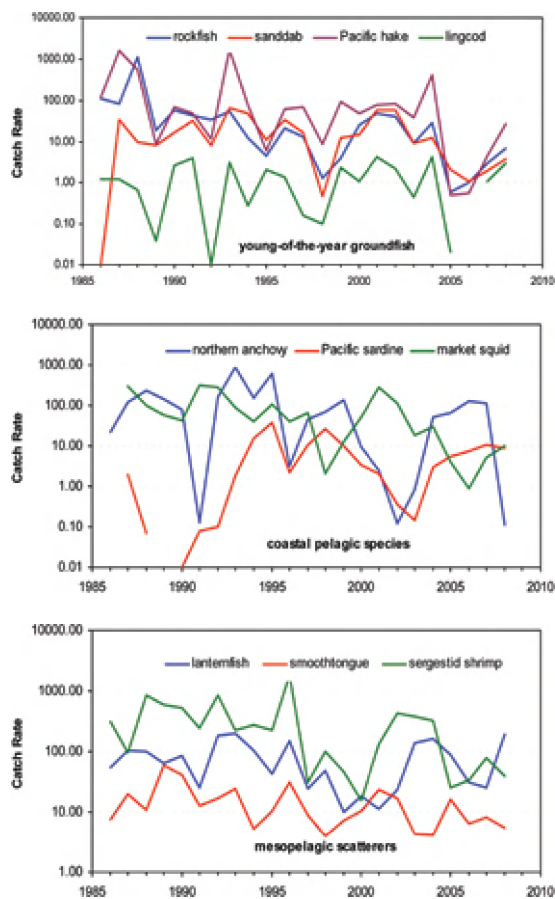 10000.00
rockfish sanddab Pacific hake lingcod
1000.00
100.00
10.00
1.00
0.10
0.01
Catch Rate
young-of-the-year groundfish
1985 1990 1995 2000 2005 2010
10000.00
northern anchovy Pacific sardine market squid
1000.00
100.00
10.00
1.00
0.10
0.01
Catch Rate
coastal pelagic species
1985 1990 1995 2000 2005 2010
10000.00
lanternfish smoothtongue sergestid shrimp
1000.00
100.00
10.00
1.00
Catch Rate
mesopelagic scatterers
1985 1990 1995 2000 2005 2010